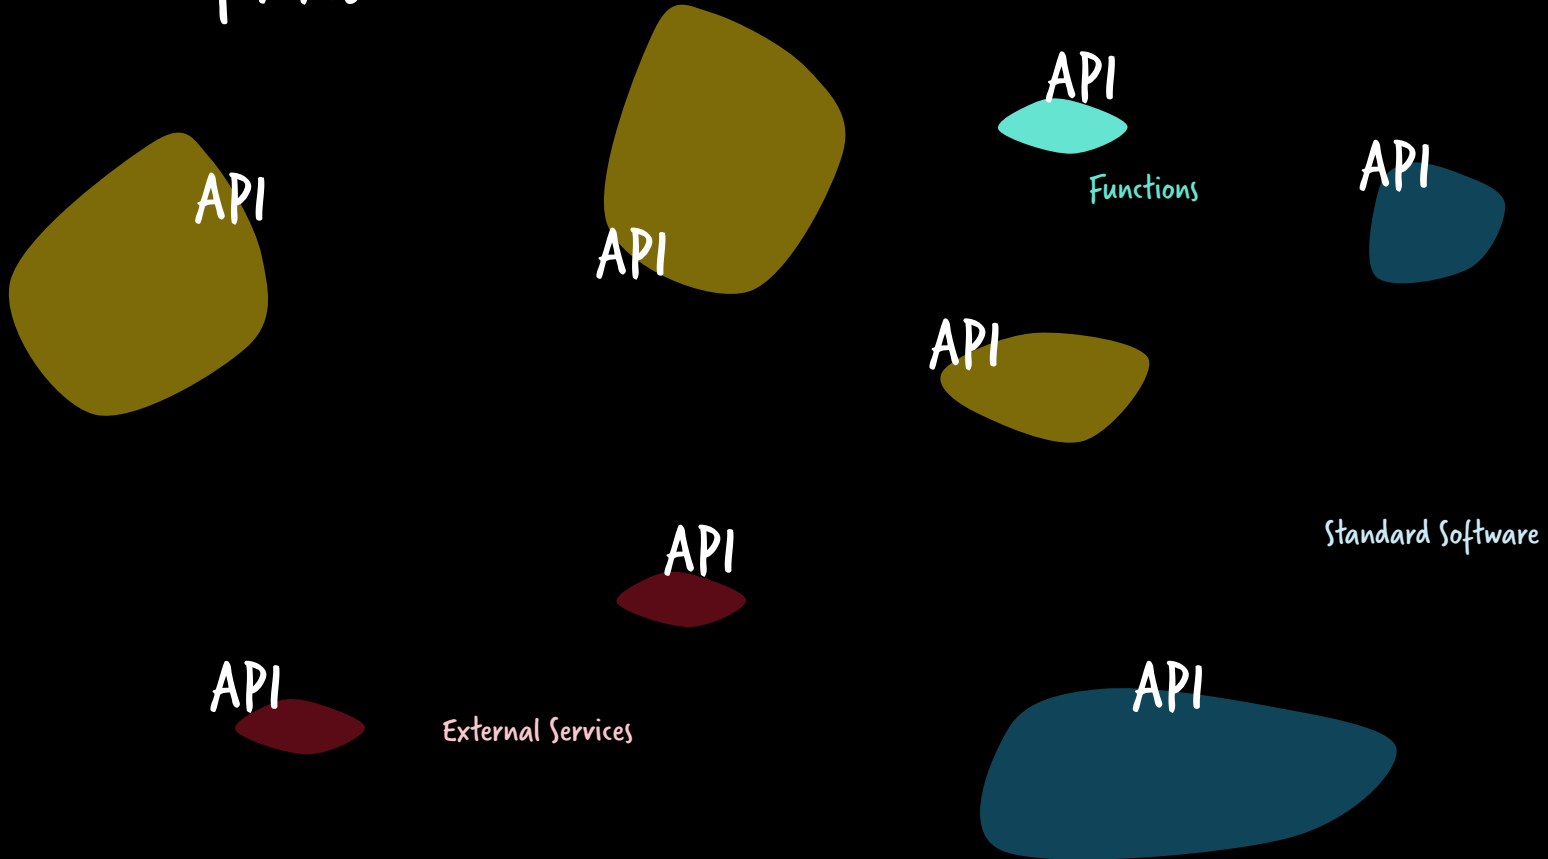 API
API
API
Functions
API
API
API
Standard Software
API
API
External Services